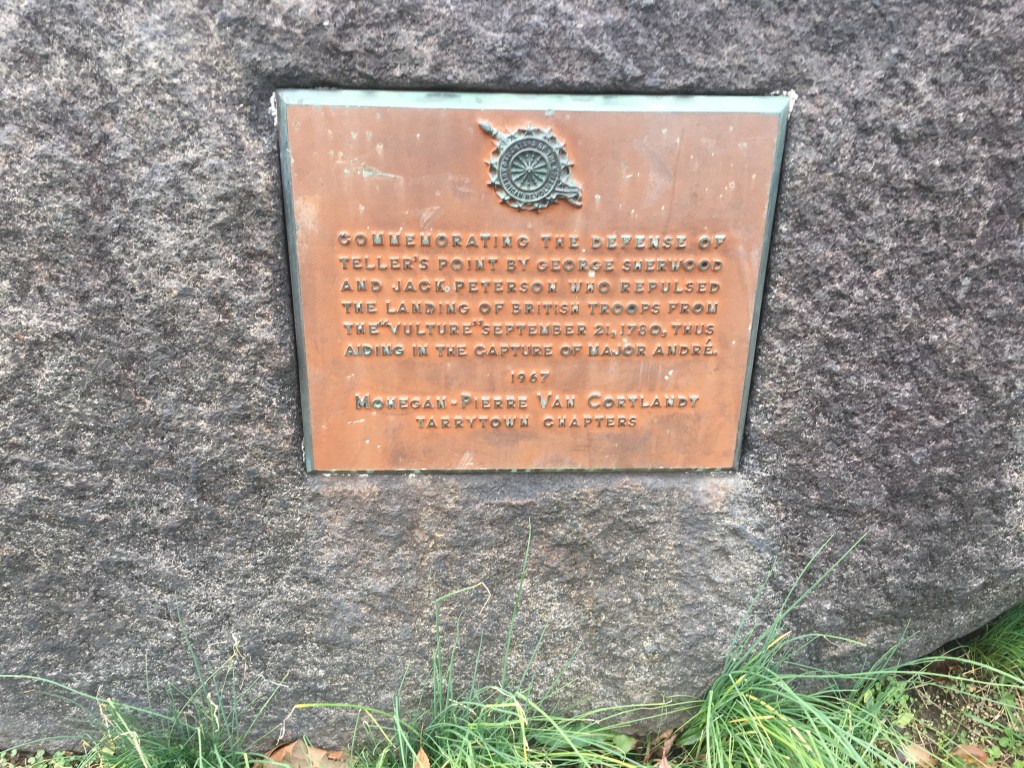 COMMEMORATING THE DEFENSE OF
TELLER'S POINT BY GEORGE SHERWOOD
AND JACK PETERSON WHO REPULSED
THE LANDING OF BRITISH TROOPS FROM
THE "VULTURE" SEPTEMBER 21, 1780, THUS
AIDING IN THE CAPTURE OF MAJOR ANDRÉ.
1967
MOHEGAN-PIERRE VAN CORTLANDT
TARRYTOWN CHAPTERS